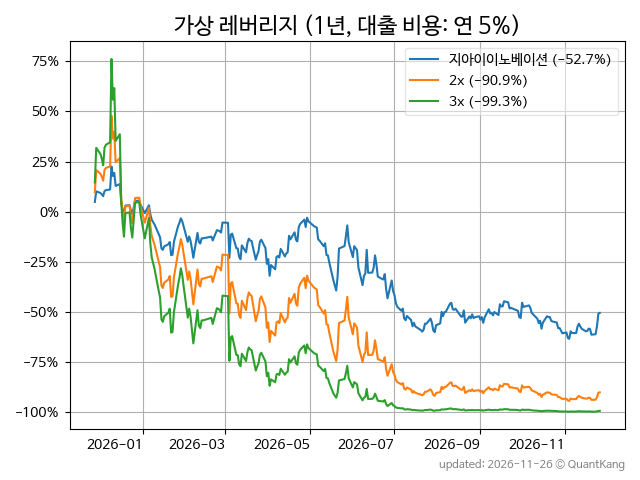 가상 레버리지 (1년, 대출 비용: 연 5%)
지아이이노베이션 (−52.7%)
2x (−90.9%)
3x (−99.3%)
75%
50%
25%
0%
−25%
−50%
−75%
−100%
2026-01 2026-03 2026-05 2026-07 2026-09 2026-11
updated: 2026-11-26 © QuantKang